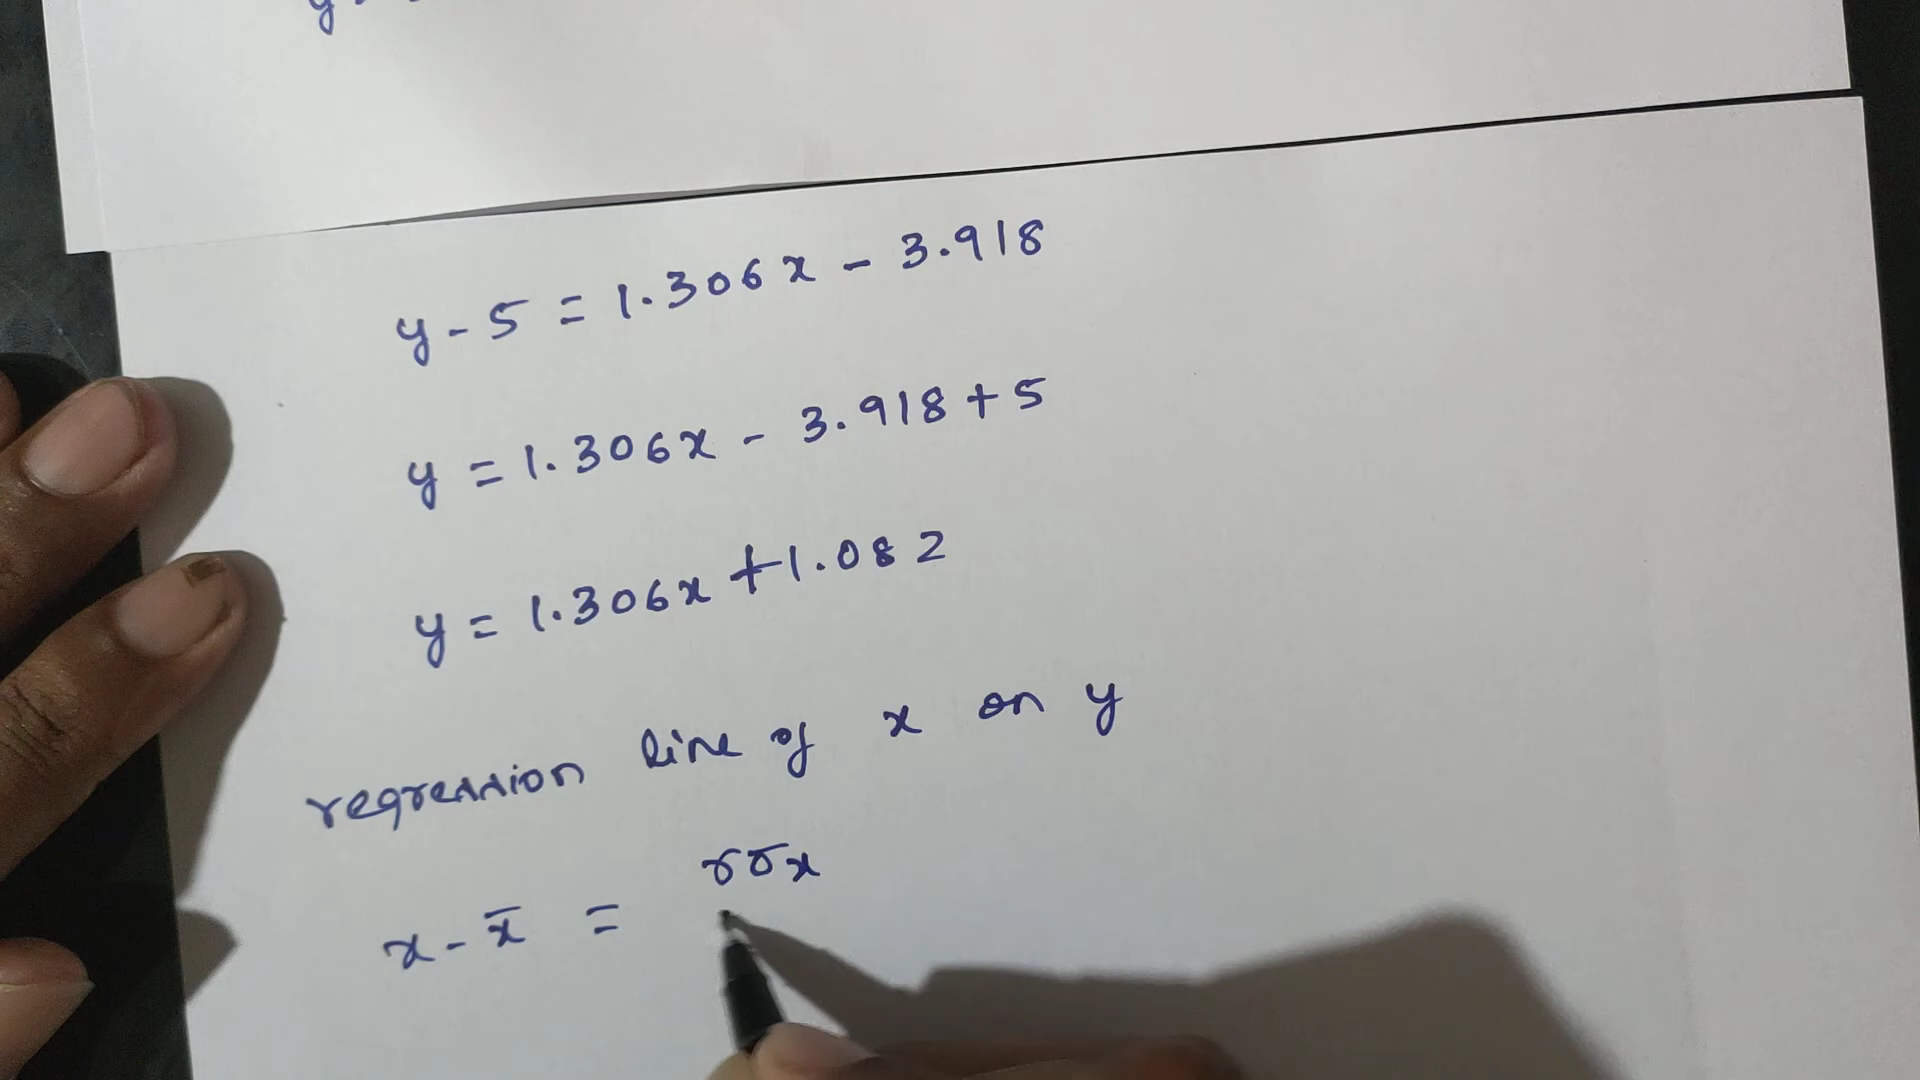 y - 5 = 1.306x - 3.918
y = 1.306x - 3.918 + 5
y = 1.306x + 1.082
regression line of x on y
x - x̄ = rσx